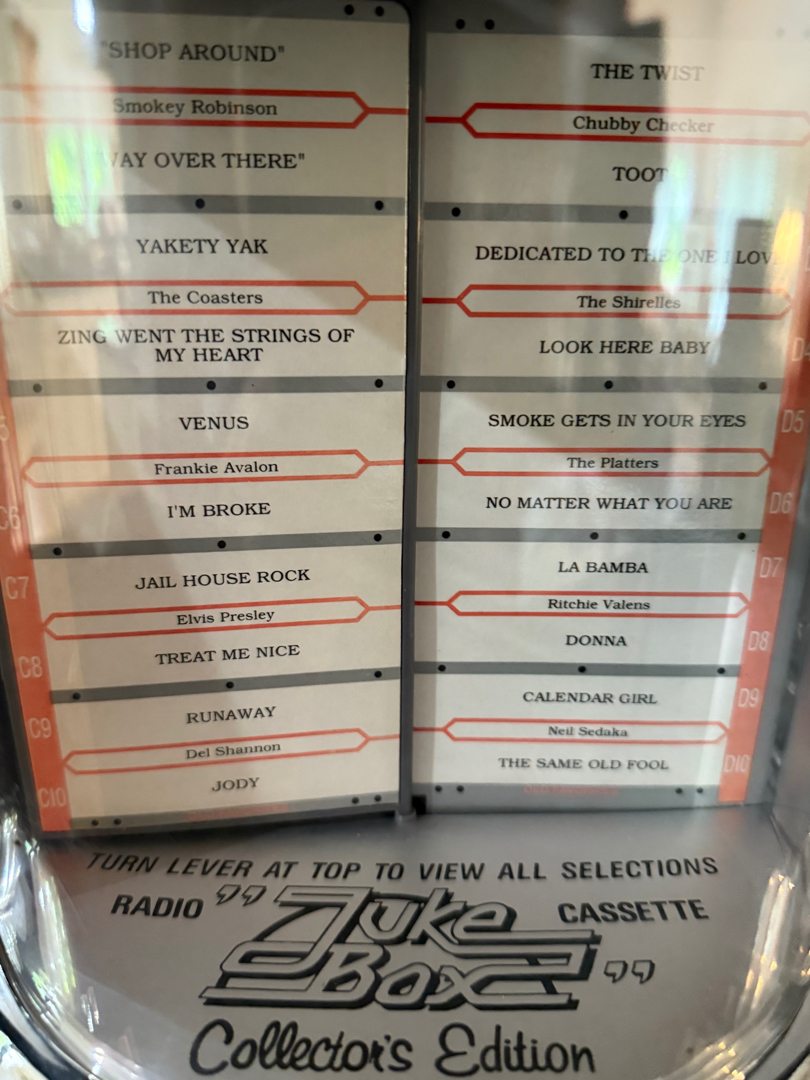 "SHOP AROUND"
Smokey Robinson
WAY OVER THERE"
YAKETY YAK
The Coasters
ZING WENT THE STRINGS OF
MY HEART
VENUS
Frankie Avalon
I'M BROKE
C6
JAIL HOUSE ROCK
C7
Elvis Presley
TREAT ME NICE
C8
RUNAWAY
C9
Del Shannon
JODY
C10
THE TWIST
Chubby Checker
TOOT
DEDICATED TO THE ONE I LOV
The Shirelles
LOOK HERE BABY
SMOKE GETS IN YOUR EYES
D5
The Platters
NO MATTER WHAT YOU ARE
D6
LA BAMBA
D7
Ritchie Valens
DONNA
D8
CALENDAR GIRL
D9
Neil Sedaka
THE SAME OLD FOOL
D10
TURN LEVER AT TOP TO VIEW ALL SELECTIONS
RADIO "Juke Box" CASSETTE
Collector's Edition